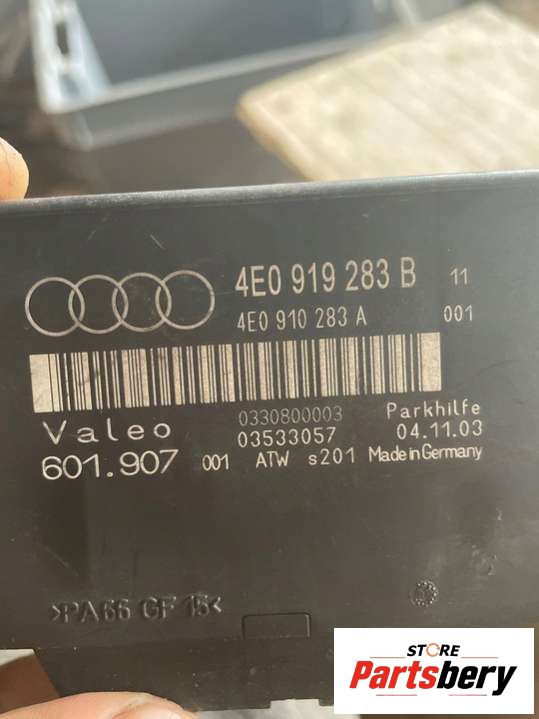 4E0 919 283 B 11
4E0 910 283 A 001
Valeo 0330800003 Parkhilfe
03533057 04.11.03
601.907 001 ATW s201 Made in Germany
>PA66 GF 15<
STORE
Partsbery